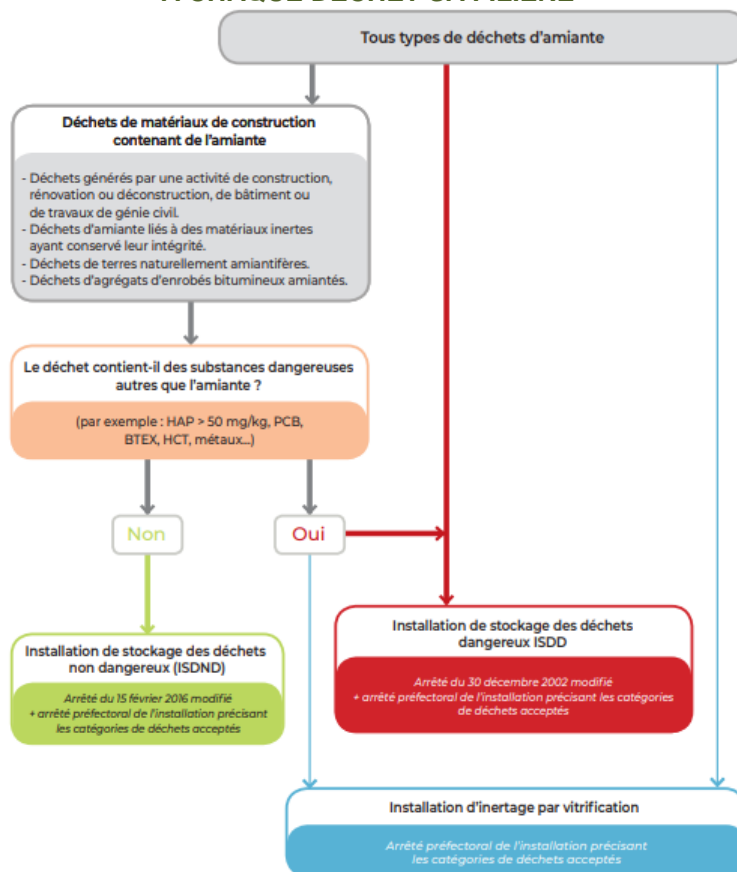 À CHAQUE DÉCHET SA FILIÈRE
Tous types de déchets d'amiante
Déchets de matériaux de construction
contenant de l'amiante
- Déchets générés par une activité de construction,
rénovation ou déconstruction, de bâtiment ou
de travaux de génie civil.
- Déchets d'amiante liés à des matériaux inertes
ayant conservé leur intégrité.
- Déchets de terres naturellement amiantifères.
- Déchets d'agrégats d'enrobés bitumineux amiantés.
Le déchet contient-il des substances dangereuses
autres que l'amiante ?
(par exemple : HAP > 50 mg/kg, PCB,
BTEX, HCT, métaux...)
Non
Oui
Installation de stockage des déchets
non dangereux (ISDND)
Arrêté du 15 février 2016 modifié
+ arrêté préfectoral de l'installation précisant
les catégories de déchets acceptés
Installation de stockage des déchets
dangereux ISDD
Arrêté du 30 décembre 2002 modifié
+ arrêté préfectoral de l'installation précisant les catégories
de déchets acceptés
Installation d'inertage par vitrification
Arrêté préfectoral de l'installation précisant
les catégories de déchets acceptés